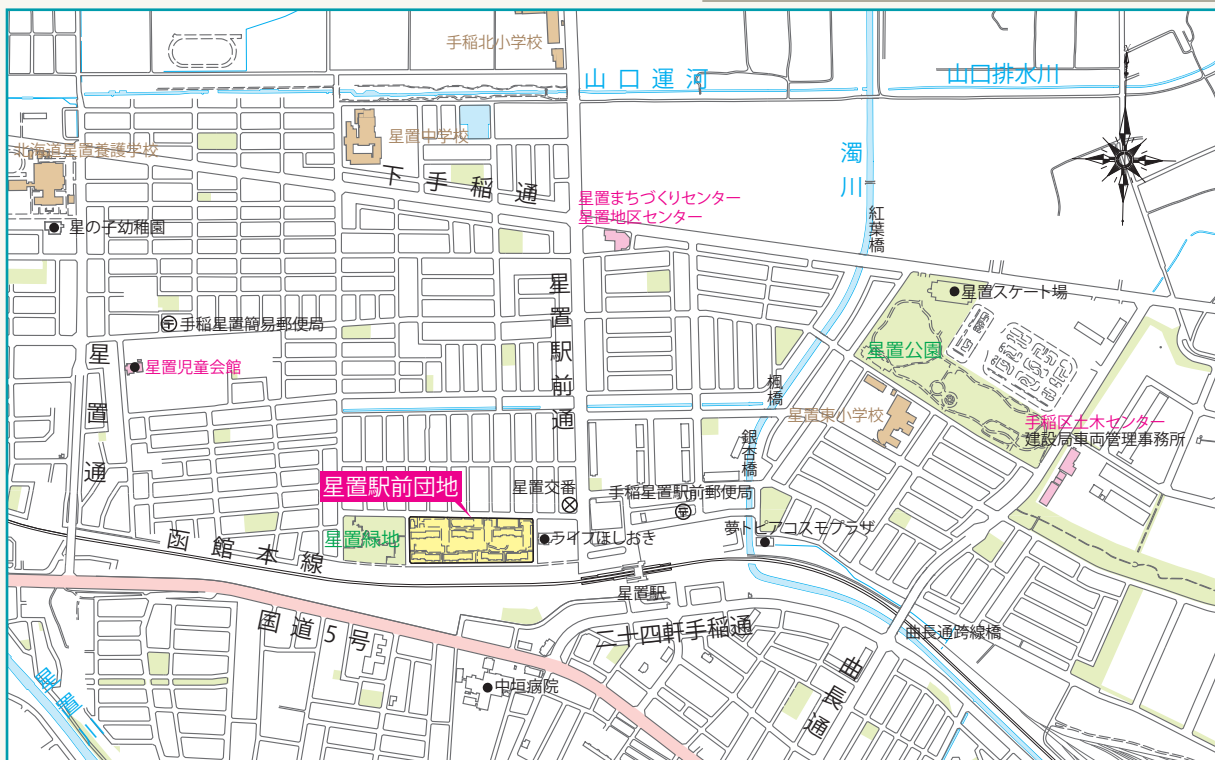 手稲北小学校
山口運河
山口排水川
星置中学校
北海道星置養護学校
濁川
下手稲通
星置まちづくりセンター
星置地区センター
紅葉橋
星の子幼稚園
星置スケート場
星置駅前通
手稲星置簡易郵便局
星置公園
星置通
星置児童会館
楓橋
星置東小学校
手稲区土木センター
建設局車両管理事務所
銀杏橋
星置駅前団地
星置交番
手稲星置駅前郵便局
夢トピアコスモプラザ
星置緑地
ライフほしおき
函館本線
星置駅
国道5号
二十四軒手稲通
曲長通跨線橋
曲長通
中垣病院
星置川